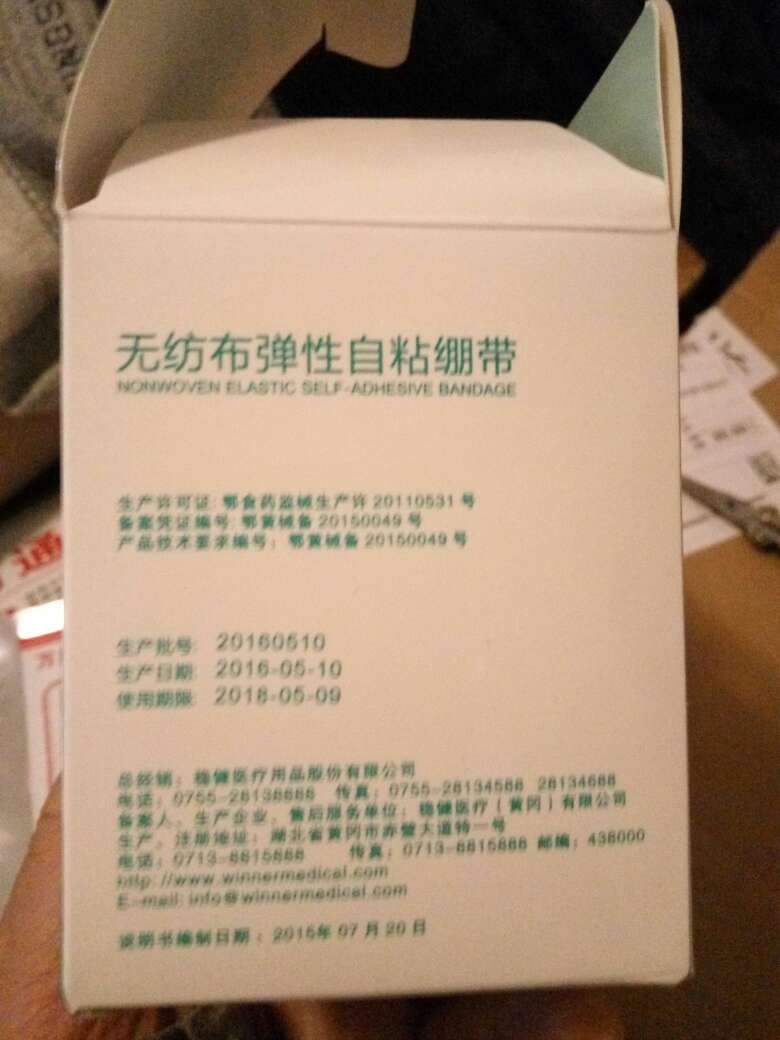 无纺布弹性自粘绷带
NONWOVEN ELASTIC SELF-ADHESIVE BANDAGE
生产许可证: 鄂食药监械生产许 20110531 号
备案凭证编号: 鄂黄械备 20150049 号
产品技术要求编号: 鄂黄械备 20150049 号
生产批号: 20160510
生产日期: 2016-05-10
使用期限: 2018-05-09
总经销: 稳健医疗用品股份有限公司
电话: 0755-28138888 传真: 0755-28134588 28134688
备案人、生产企业、售后服务单位: 稳健医疗（黄冈）有限公司
生产、注册地址: 湖北省黄冈市赤壁大道特一号
电话: 0713-8815888 传真: 0713-8815888 邮编: 438000
http://www.winnermedical.com
E-mail: info@winnermedical.com
说明书编制日期: 2015年 07 月 20 日
通